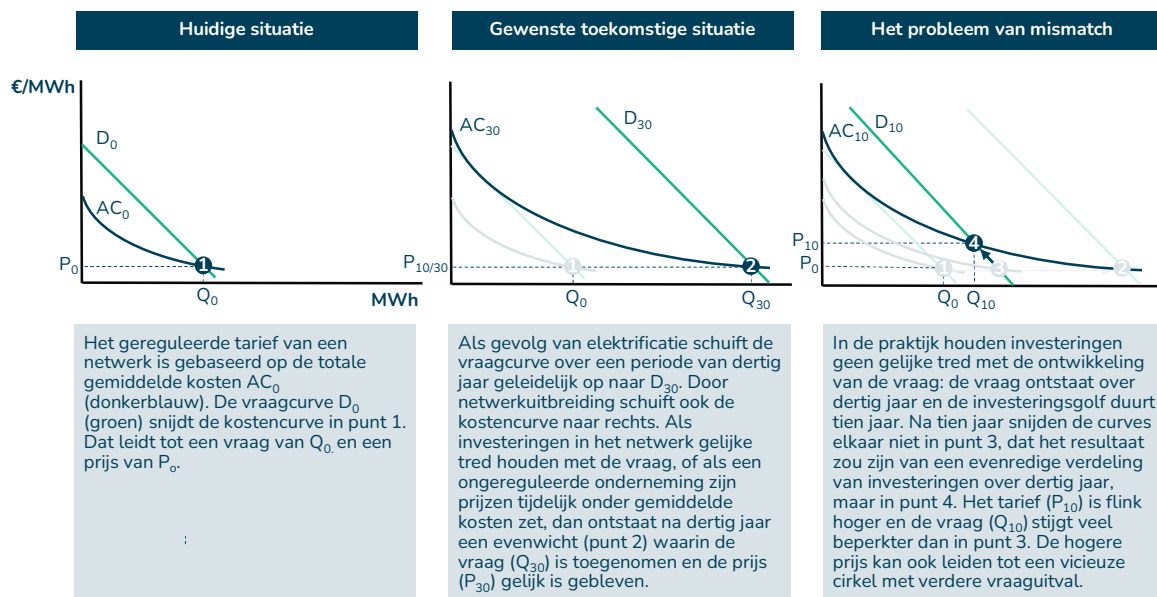 Huidige situatie
€/MWh
D0
AC0
P0
1
Q0
MWh
Het gereguleerde tarief van een
netwerk is gebaseerd op de totale
gemiddelde kosten AC0
(donkerblauw). De vraagcurve D0
(groen) snijdt de kostencurve in punt 1.
Dat leidt tot een vraag van Q0. en een
prijs van Po.
Gewenste toekomstige situatie
AC30
D30
P10/30
1
2
Q0
Q30
Als gevolg van elektrificatie schuift de
vraagcurve over een periode van dertig
jaar geleidelijk op naar D30. Door
netwerkuitbreiding schuift ook de
kostencurve naar rechts. Als
investeringen in het netwerk gelijke
tred houden met de vraag, of als een
ongereguleerde onderneming zijn
prijzen tijdelijk onder gemiddelde
kosten zet, dan ontstaat na dertig jaar
een evenwicht (punt 2) waarin de
vraag (Q30) is toegenomen en de prijs
(P30) gelijk is gebleven.
Het probleem van mismatch
AC10
D10
P10
P0
4
1
3
2
Q0
Q10
In de praktijk houden investeringen
geen gelijke tred met de ontwikkeling
van de vraag: de vraag ontstaat over
dertig jaar en de investeringsgolf duurt
tien jaar. Na tien jaar snijden de curves
elkaar niet in punt 3, dat het resultaat
zou zijn van een evenredige verdeling
van investeringen over dertig jaar,
maar in punt 4. Het tarief (P10) is flink
hoger en de vraag (Q10) stijgt veel
beperkter dan in punt 3. De hogere
prijs kan ook leiden tot een vicieuze
cirkel met verdere vraaguitval.